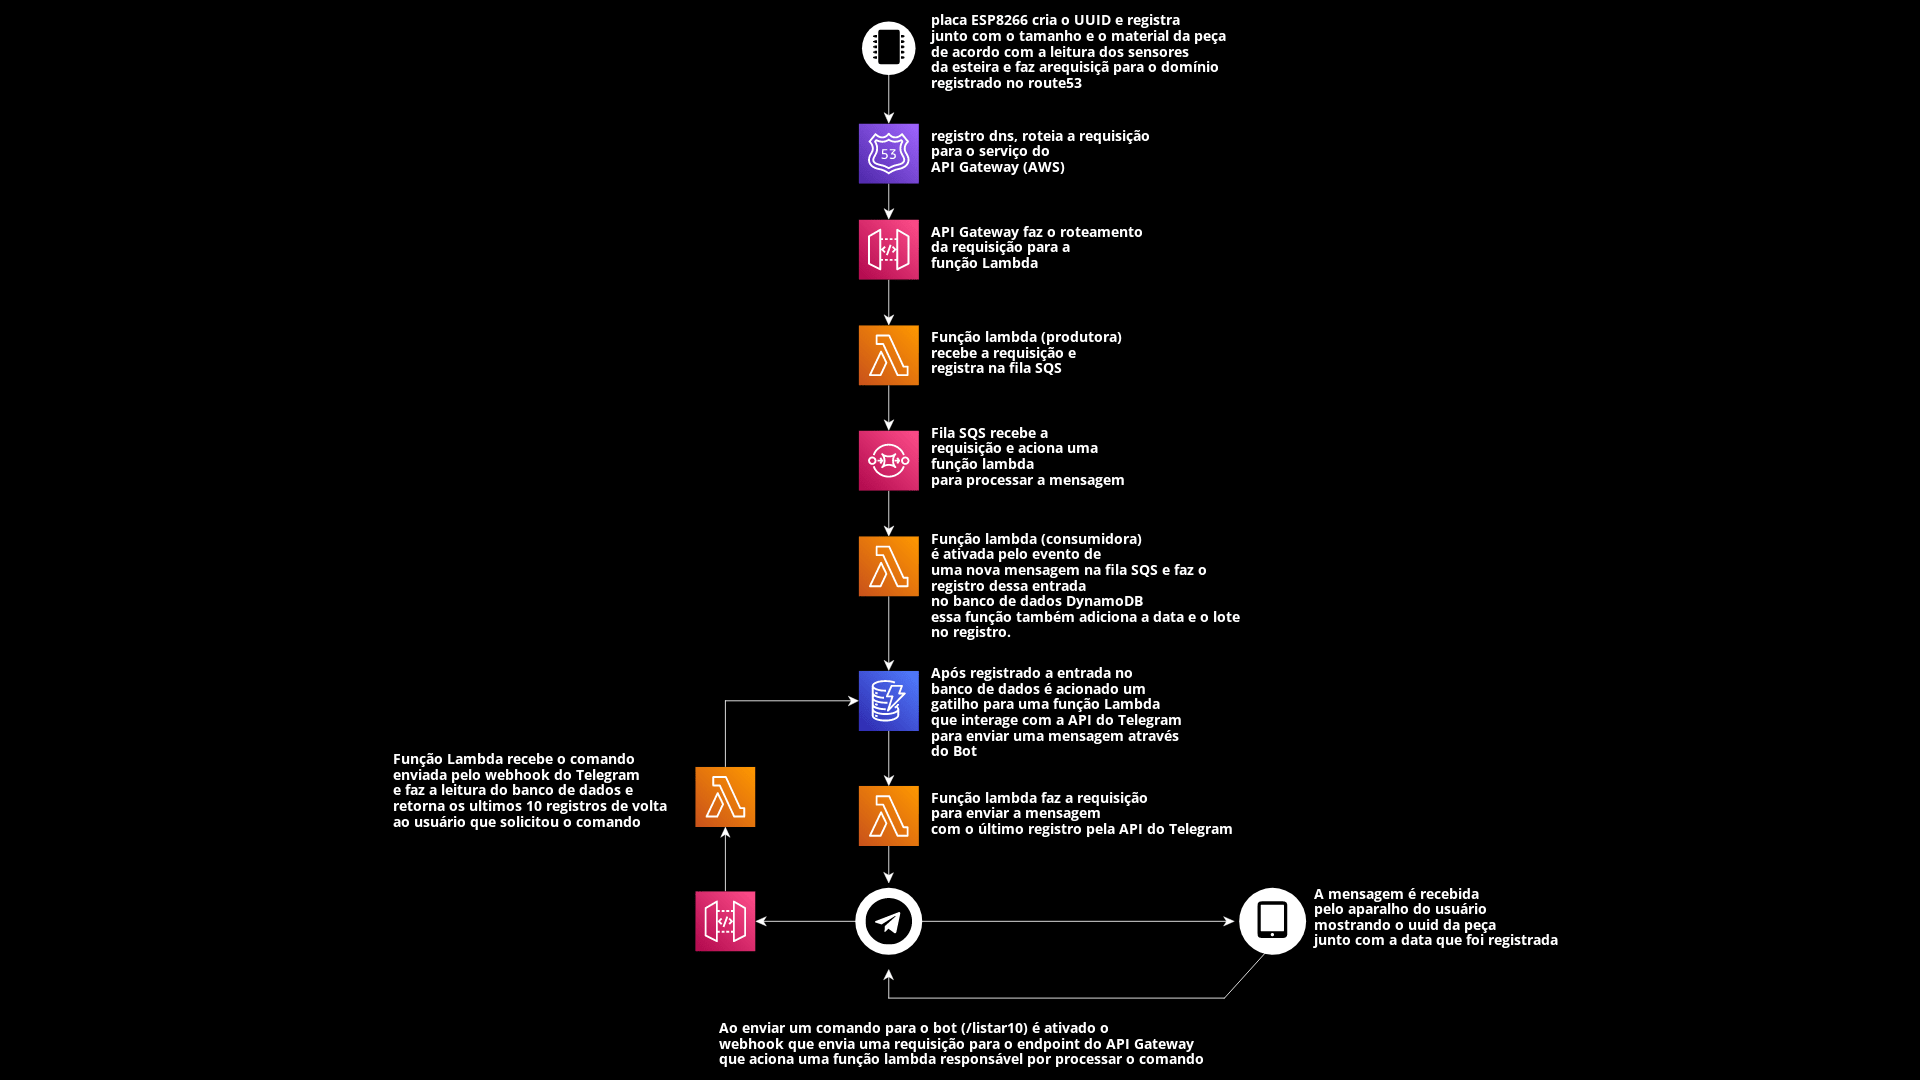 placa ESP8266 cria o UUID e registra
junto com o tamanho e o material da peça
de acordo com a leitura dos sensores
da esteira e faz arequisiçã para o domínio
registrado no route53
53
registro dns, roteia a requisição
para o serviço do
API Gateway (AWS)
API Gateway faz o roteamento
da requisição para a
função Lambda
Função lambda (produtora)
recebe a requisição e
registra na fila SQS
Fila SQS recebe a
requisição e aciona uma
função lambda
para processar a mensagem
Função lambda (consumidora)
é ativada pelo evento de
uma nova mensagem na fila SQS e faz o
registro dessa entrada
no banco de dados DynamoDB
essa função também adiciona a data e o lote
no registro.
Após registrado a entrada no
banco de dados é acionado um
gatilho para uma função Lambda
que interage com a API do Telegram
para enviar uma mensagem através
do Bot
Função Lambda recebe o comando
enviada pelo webhook do Telegram
e faz a leitura do banco de dados e
retorna os ultimos 10 registros de volta
ao usuário que solicitou o comando
Função lambda faz a requisição
para enviar a mensagem
com o último registro pela API do Telegram
A mensagem é recebida
pelo aparalho do usuário
mostrando o uuid da peça
junto com a data que foi registrada
Ao enviar um comando para o bot (/listar10) é ativado o
webhook que envia uma requisição para o endpoint do API Gateway
que aciona uma função lambda responsável por processar o comando